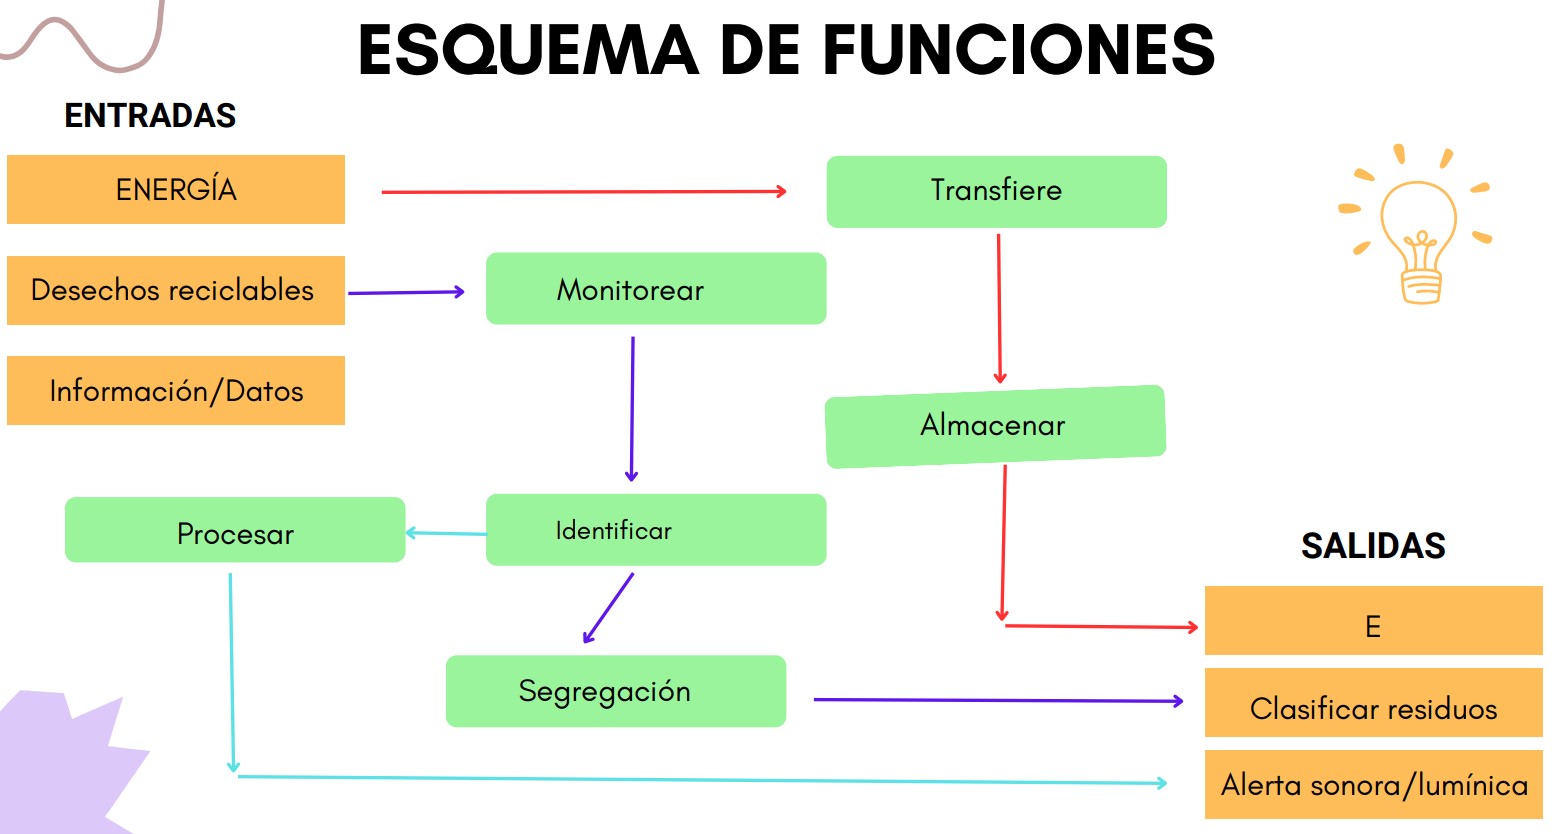 ESQUEMA DE FUNCIONES
ENTRADAS
ENERGÍA
Transfiere
Desechos reciclables
Monitorear
Información/Datos
Almacenar
Procesar
Identificar
SALIDAS
E
Segregación
Clasificar residuos
Alerta sonora/lumínica